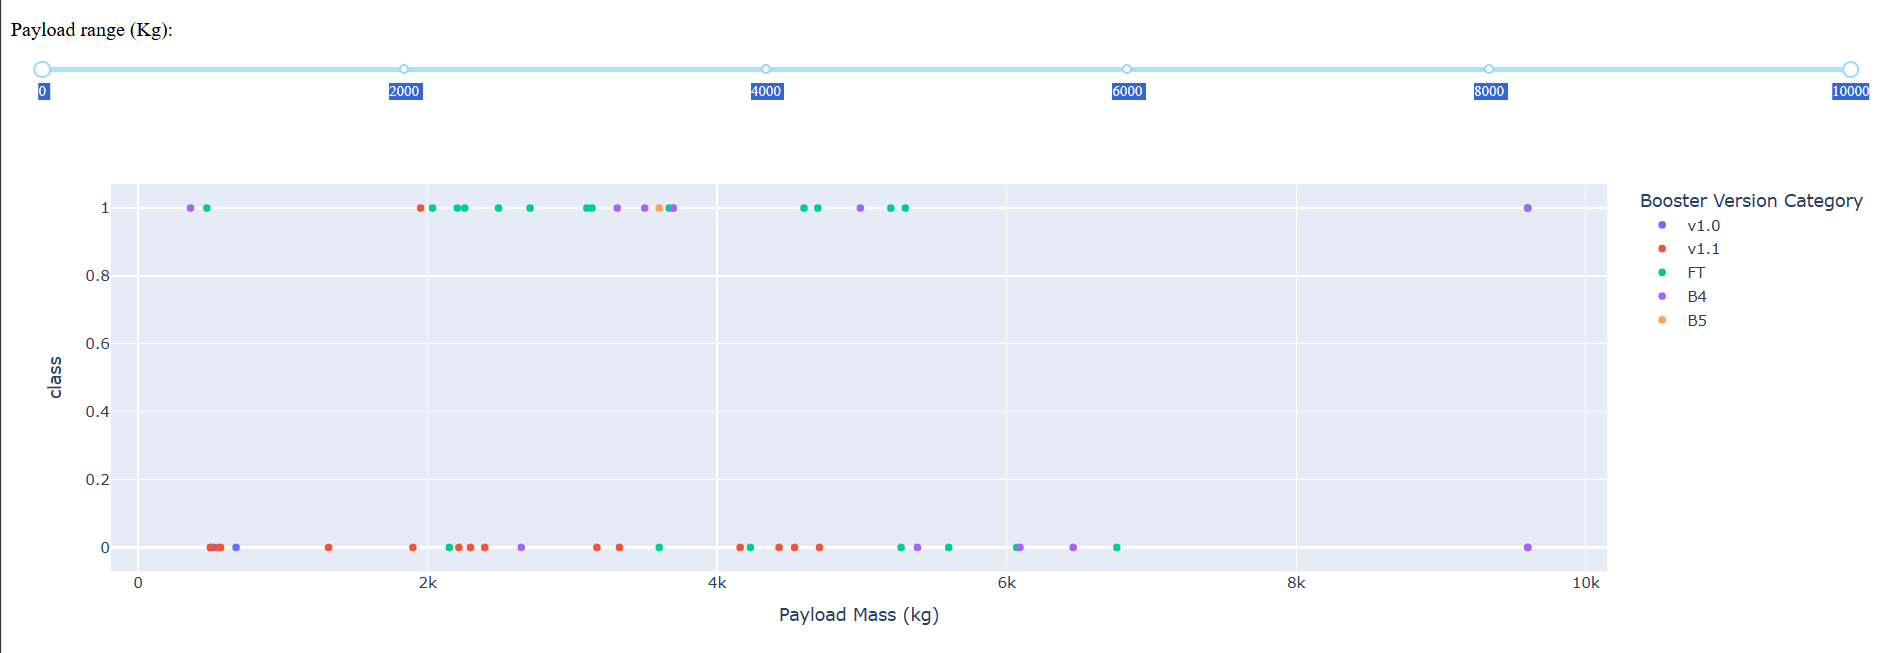 Payload range (Kg):
0 2000 4000 6000 8000 10000
Booster Version Category
v1.0
v1.1
FT
B4
B5
1
0.8
0.6
0.4
0.2
0
class
0 2k 4k 6k 8k 10k
Payload Mass (kg)